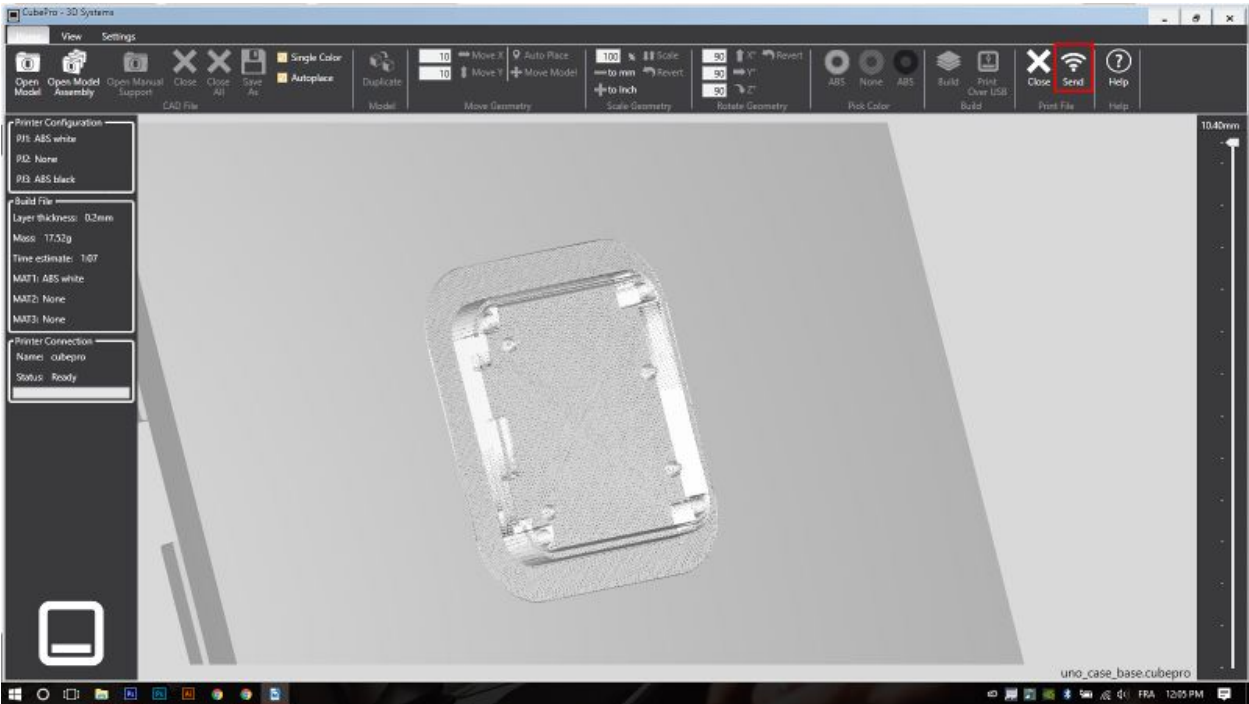 CubePro - 3D Systems
View Settings
Open Model
Open Model Assembly
Open Manual Support
Close
Close All
Save As
Single Color
Autoplace
CAD File
Duplicate
Model
10 Move X Auto Place
10 Move Y Move Model
Move Geometry
100 % Scale
to mm Revert
to Inch
Scale Geometry
90 X° Revert
90 Y°
90 Z°
Rotate Geometry
ABS None ABS
Pick Color
Build
Print Over USB
Build
Close
Send
Print File
Help
Help
Printer Configuration
PJ1: ABS white
PJ2: None
PJ3: ABS black
Build File
Layer thickness: 0.2mm
Mass: 17.52g
Time estimate: 1:07
MAT1: ABS white
MAT2: None
MAT3: None
Printer Connection
Name: cubepro
Status: Ready
10.40mm
uno_case_base.cubepro
FRA 12:05 PM